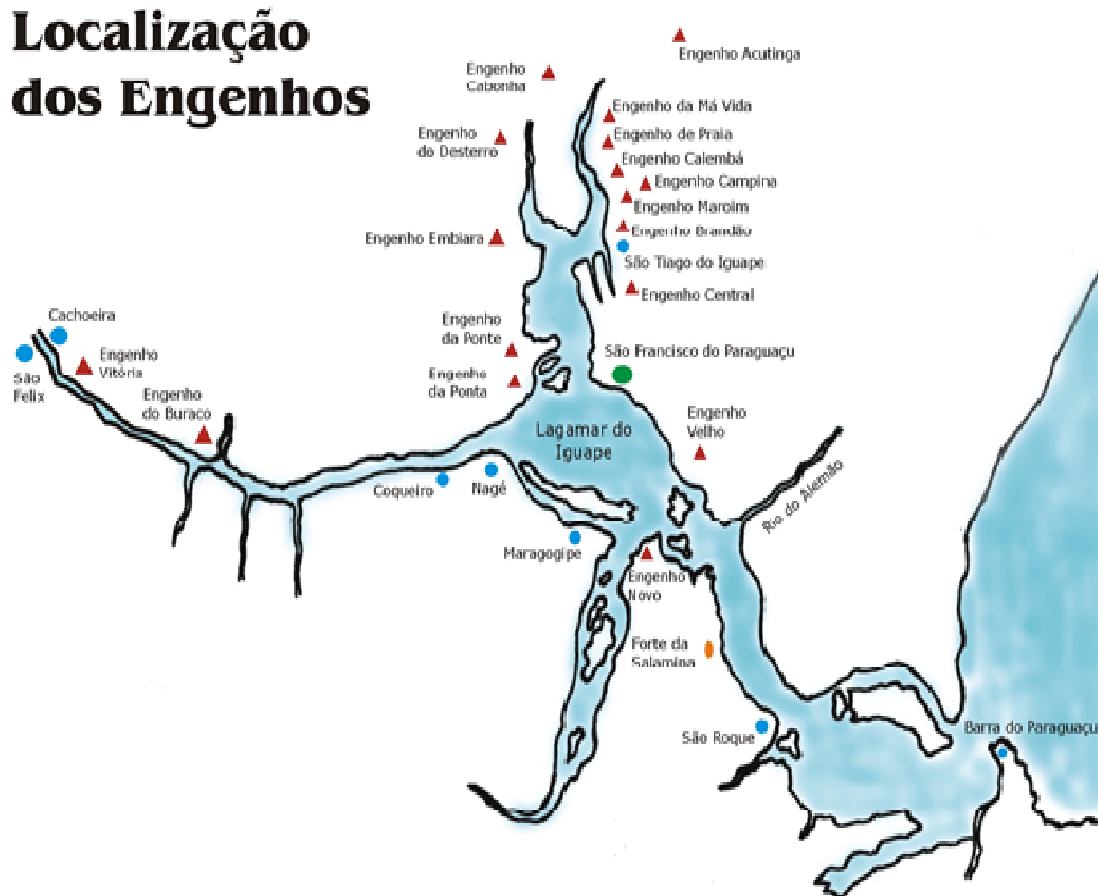 Localização
dos Engenhos
Engenho Acutinga
Engenho
Cabonha
Engenho da Má Vida
Engenho
do Desterro
Engenho de Praia
Engenho Calembá
Engenho Campina
Engenho Maroim
Engenho Brandão
Engenho Embiara
São Tiago do Iguape
Engenho Central
Cachoeira
Engenho
da Ponte
São Francisco do Paraguaçu
Engenho
Vitória
São
Felix
Engenho
da Ponta
Engenho
do Buraco
Engenho
Velho
Lagamar do
Iguape
Rio do Alemão
Coqueiro
Nagé
Maragogipe
Engenho
Novo
Forte da
Salamina
São Roque
Barra do Paraguaçu